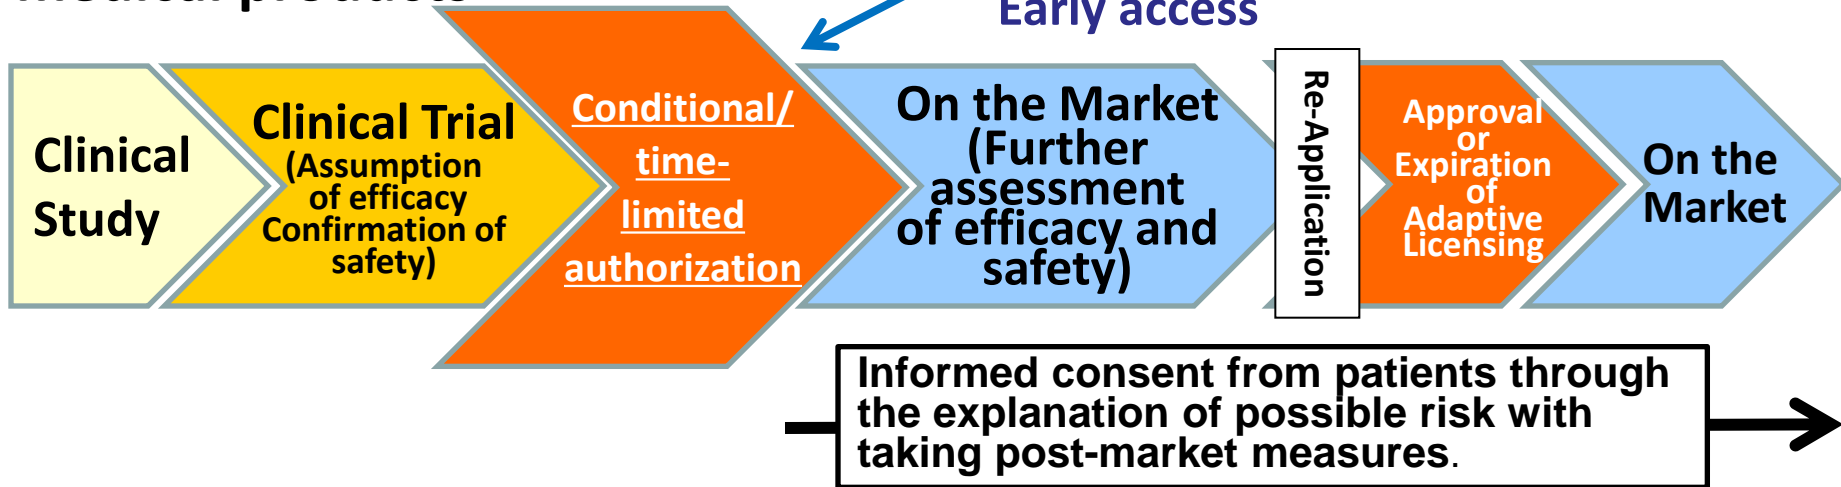 medical products
Early access
Clinical
Study
Clinical Trial
(Assumption
of efficacy
Confirmation of
safety)
Conditional/
time-
limited
authorization
On the Market
(Further
assessment
of efficacy and
safety)
Re-Application
Approval
or
Expiration
of
Adaptive
Licensing
On the
Market
Informed consent from patients through
the explanation of possible risk with
taking post-market measures.